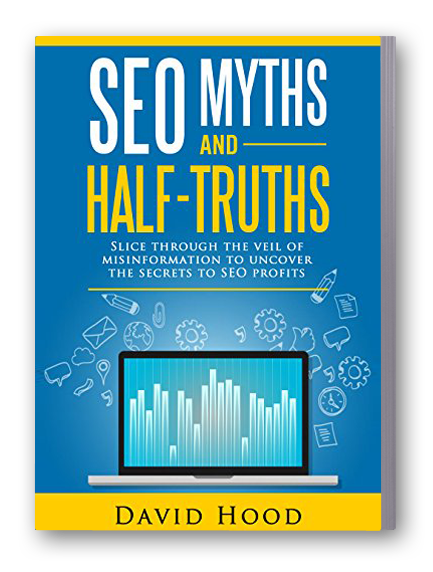 SEO MYTHS
AND
HALF-TRUTHS
SLICE THROUGH THE VEIL OF
MISINFORMATION TO UNCOVER
THE SECRETS TO SEO PROFITS
DAVID HOOD